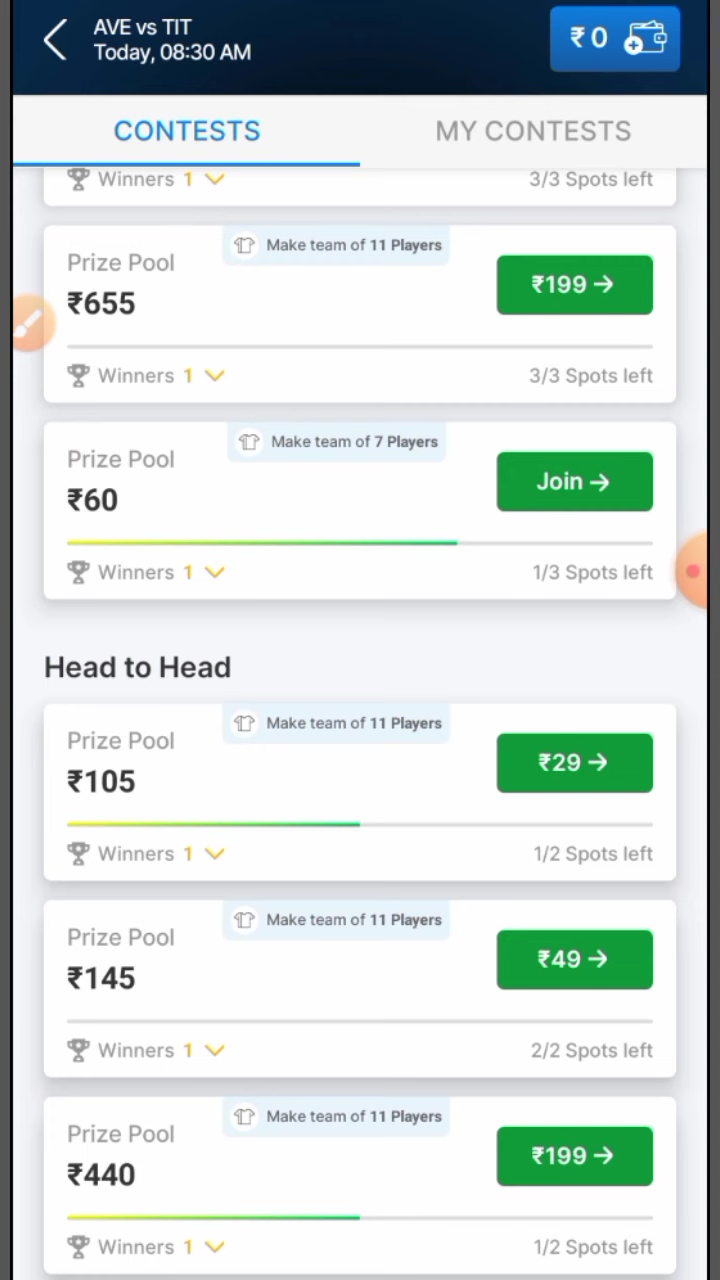 AVE vs TIT
Today, 08:30 AM
₹ 0
CONTESTS
MY CONTESTS
Winners 1
3/3 Spots left
Make team of 11 Players
Prize Pool
₹655
₹199 →
Winners 1
3/3 Spots left
Make team of 7 Players
Prize Pool
₹60
Join →
Winners 1
1/3 Spots left
Head to Head
Make team of 11 Players
Prize Pool
₹105
₹29 →
Winners 1
1/2 Spots left
Make team of 11 Players
Prize Pool
₹145
₹49 →
Winners 1
2/2 Spots left
Make team of 11 Players
Prize Pool
₹440
₹199 →
Winners 1
1/2 Spots left